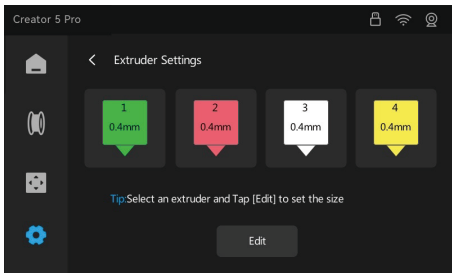 Creator 5 Pro
Extruder Settings
1 2 3 4
0.4mm 0.4mm 0.4mm 0.4mm
Tip:Select an extruder and Tap [Edit] to set the size
Edit